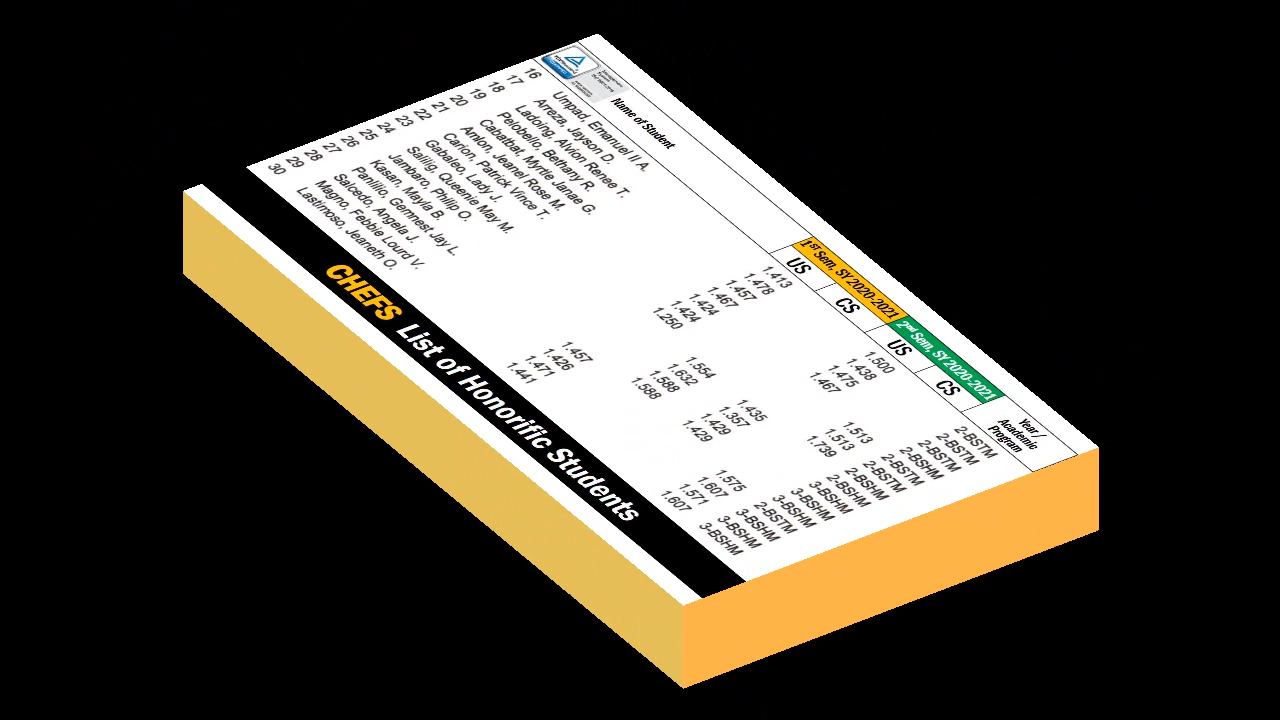 Name of Student
1ST Sem, SY 2020-2021 2nd Sem, SY 2020-2021
US CS US CS
Year/
Academic
Program
16 Umpad, Emanuel II A. 1.413 1.500 2-BSTM
17 Arreza, Jayson D. 1.478 1.438 2-BSTM
18 Ladoing, Alvion Renee T. 1.457 1.475 2-BSHM
19 Pelobello, Bethany R. 1.467 1.467 2-BSTM
20 Cabatbat, Myrtle Janae G. 1.424 1.513 2-BSTM
21 Amion, Jeanel Rose M. 1.424 1.513 2-BSHM
22 Carlon, Patrick Vince T. 1.250 1.739 2-BSHM
23 Gabaleo, Lady J. 1.554 1.435 3-BSHM
24 Sallig, Queenie May M. 1.632 1.357 3-BSHM
25 Jambaro, Philip O. 1.588 1.429 3-BSHM
26 Kasan, Mayla B. 1.588 1.429 2-BSTM
27 Panlilio, Gemnest Jay L. 1.457 1.575 3-BSHM
28 Salcedo, Angela J. 1.426 1.607 3-BSHM
29 Magno, Febbie Lourd V. 1.471 1.571 3-BSHM
30 Lastimoso, Jeaneth O. 1.441 1.607 3-BSHM
CHEFS List of Honorific Students